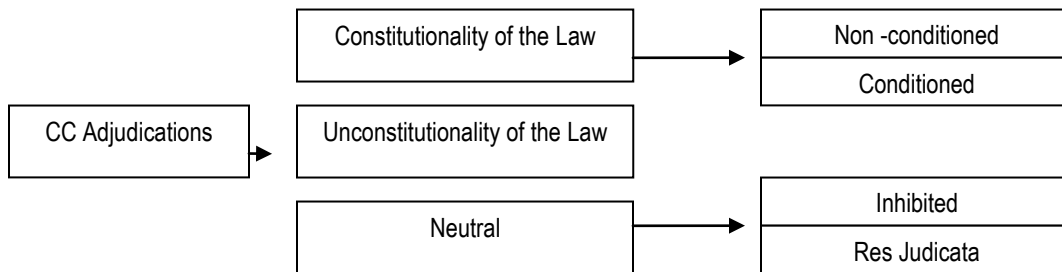 Constitutionality of the Law
Non -conditioned
Conditioned
CC Adjudications
Unconstitutionality of the Law
Neutral
Inhibited
Res Judicata